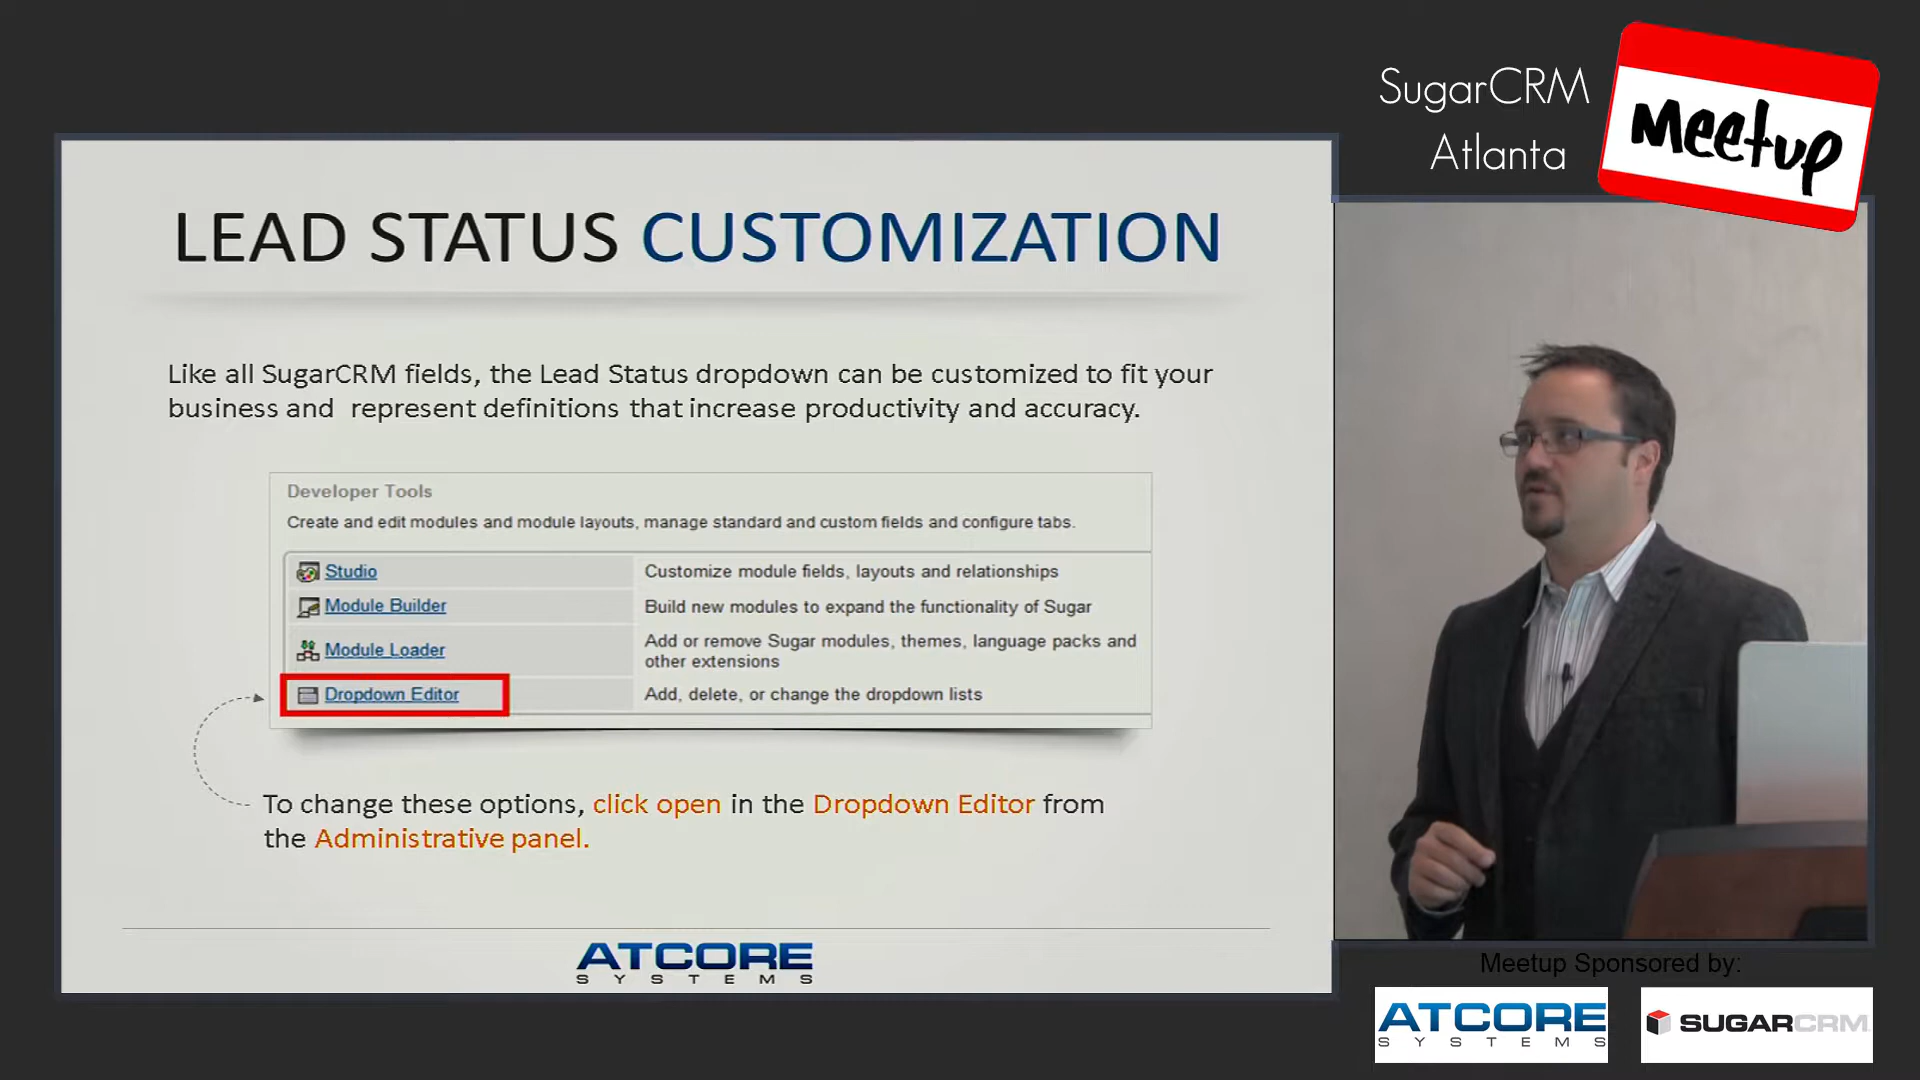 SugarCRM
Atlanta
Meetup
LEAD STATUS CUSTOMIZATION
Like all SugarCRM fields, the Lead Status dropdown can be customized to fit your
business and represent definitions that increase productivity and accuracy.
Developer Tools
Create and edit modules and module layouts, manage standard and custom fields and configure tabs.
Studio Customize module fields, layouts and relationships
Module Builder Build new modules to expand the functionality of Sugar
Module Loader Add or remove Sugar modules, themes, language packs and
other extensions
Dropdown Editor Add, delete, or change the dropdown lists
To change these options, click open in the Dropdown Editor from
the Administrative panel.
ATCORE
SYSTEMS
Meetup Sponsored by:
ATCORE
SYSTEMS
SUGARCRM